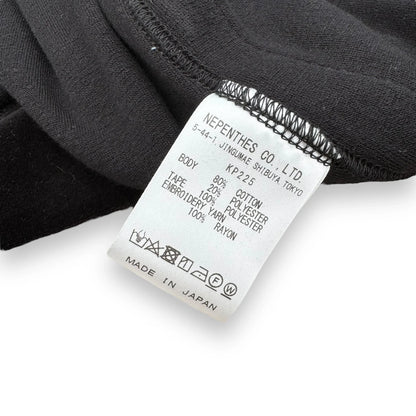 NEPENTHES CO., LTD.
5-44-1, JINGUMAE SHIBUYA TOKYO
KP225
BODY 80% COTTON
20% POLYESTER
TAPE 100% POLYESTER
EMBROIDERY YARN
100% RAYON
MADE IN JAPAN